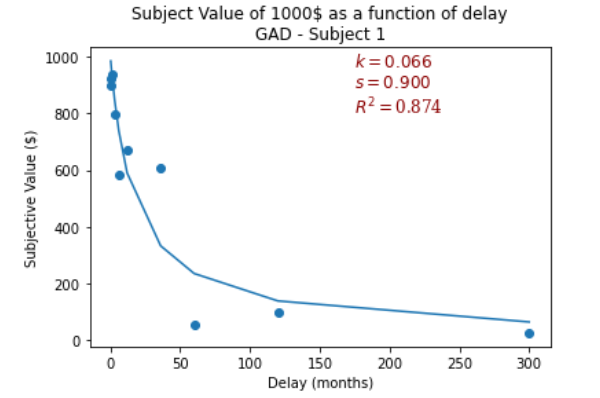 Subject Value of 1000$ as a function of delay
GAD - Subject 1
k = 0.066
s = 0.900
R² = 0.874
1000
800
600
400
200
0
Subjective Value ($)
0 50 100 150 200 250 300
Delay (months)